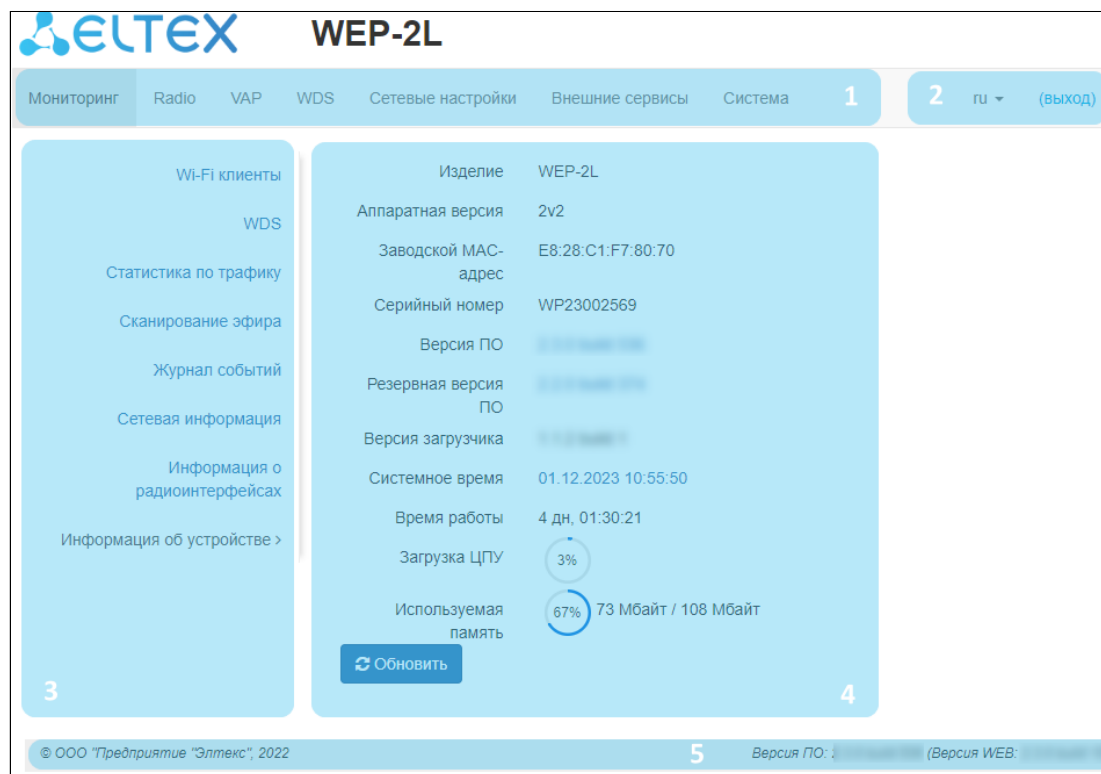 ELTEX WEP-2L
Мониторинг Radio VAP WDS Сетевые настройки Внешние сервисы Система 1 2 ru (выход)
Wi-Fi клиенты
WDS
Статистика по трафику
Сканирование эфира
Журнал событий
Сетевая информация
Информация о
радиоинтерфейсах
Информация об устройстве >
3
Изделие WEP-2L
Аппаратная версия 2v2
Заводской MAC- E8:28:C1:F7:80:70
адрес
Серийный номер WP23002569
Версия ПО
Резервная версия
ПО
Версия загрузчика
Системное время 01.12.2023 10:55:50
Время работы 4 дн, 01:30:21
Загрузка ЦПУ 3%
Используемая 67% 73 Мбайт / 108 Мбайт
память
Обновить
4
© ООО "Предприятие "Элтекс", 2022 5 Версия ПО: (Версия WEB: